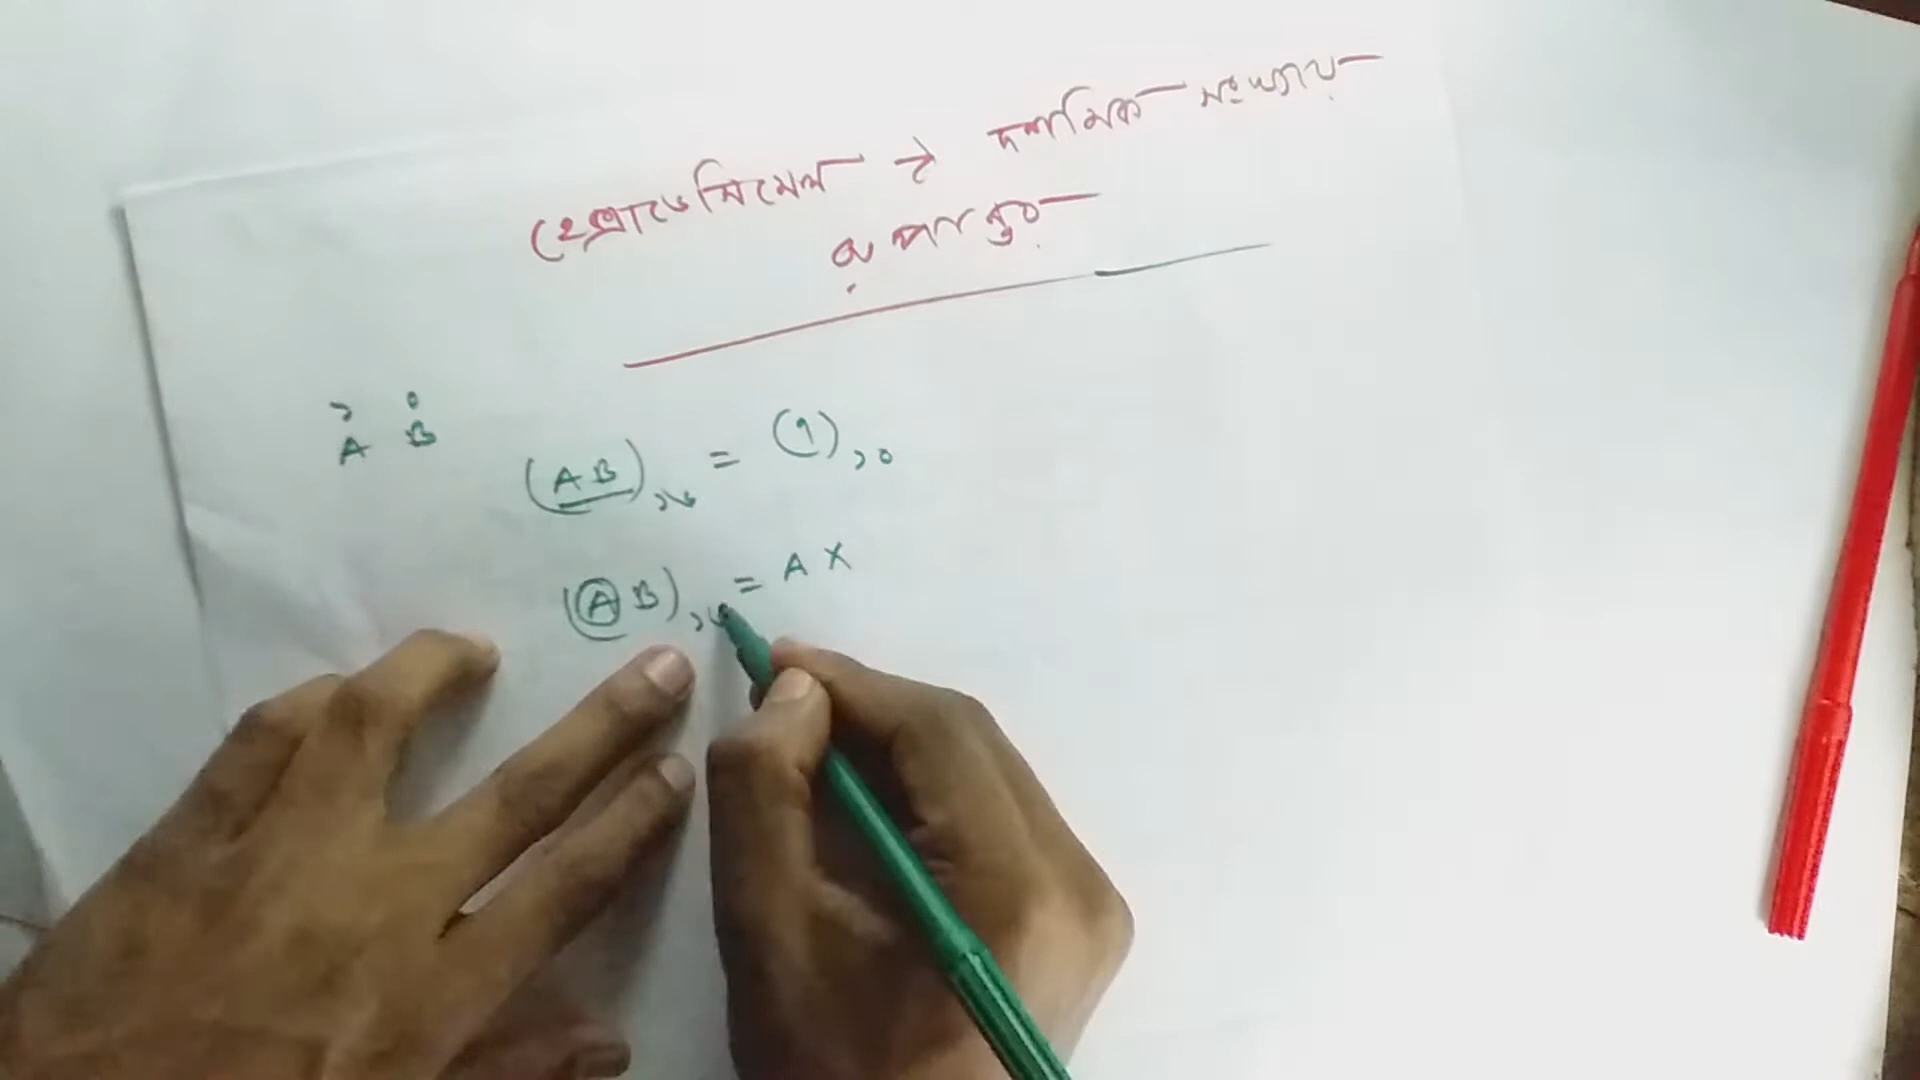 হেক্সাডেসিমেল → দশমিক সংখ্যায়
রূপান্তর
১ ০
A B
(AB)১৬ = (?)১০
(AB)১৬ = A ×